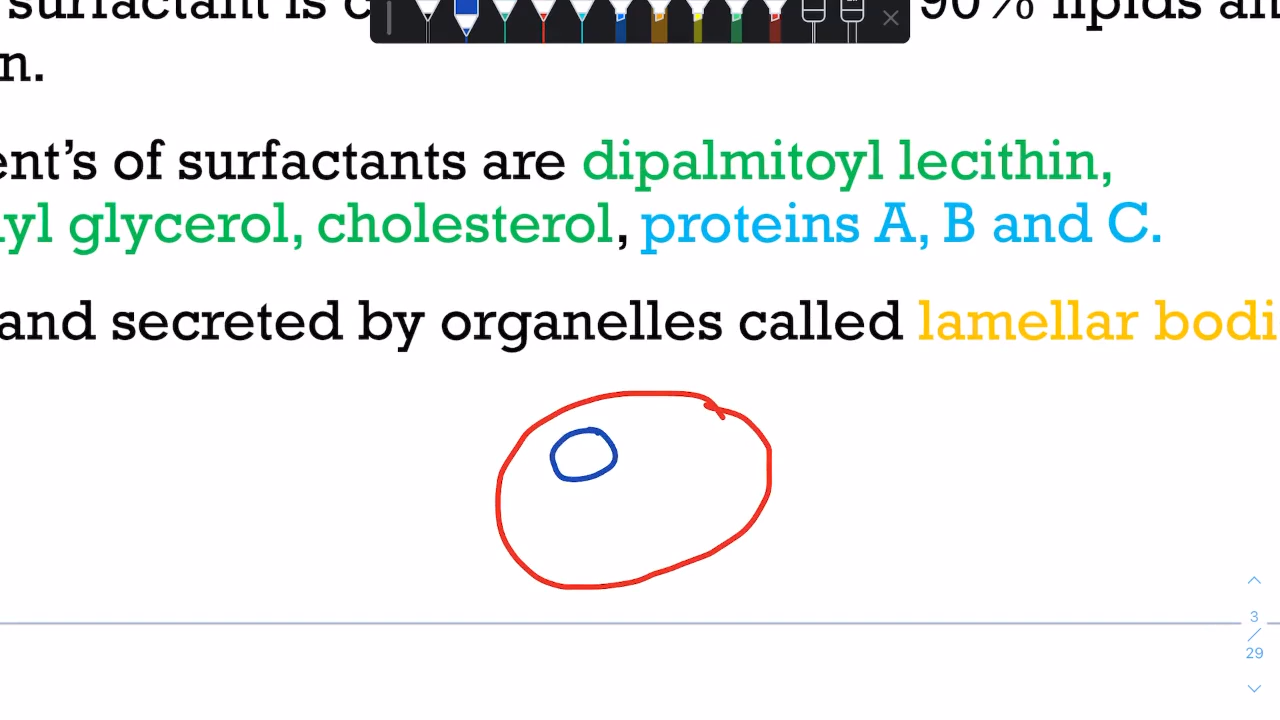 surfactant is 90% lipids
n.
ent's of surfactants are dipalmitoyl lecithin,
yl glycerol, cholesterol, proteins A, B and C.
and secreted by organelles called lamellar bodi
3
/
29